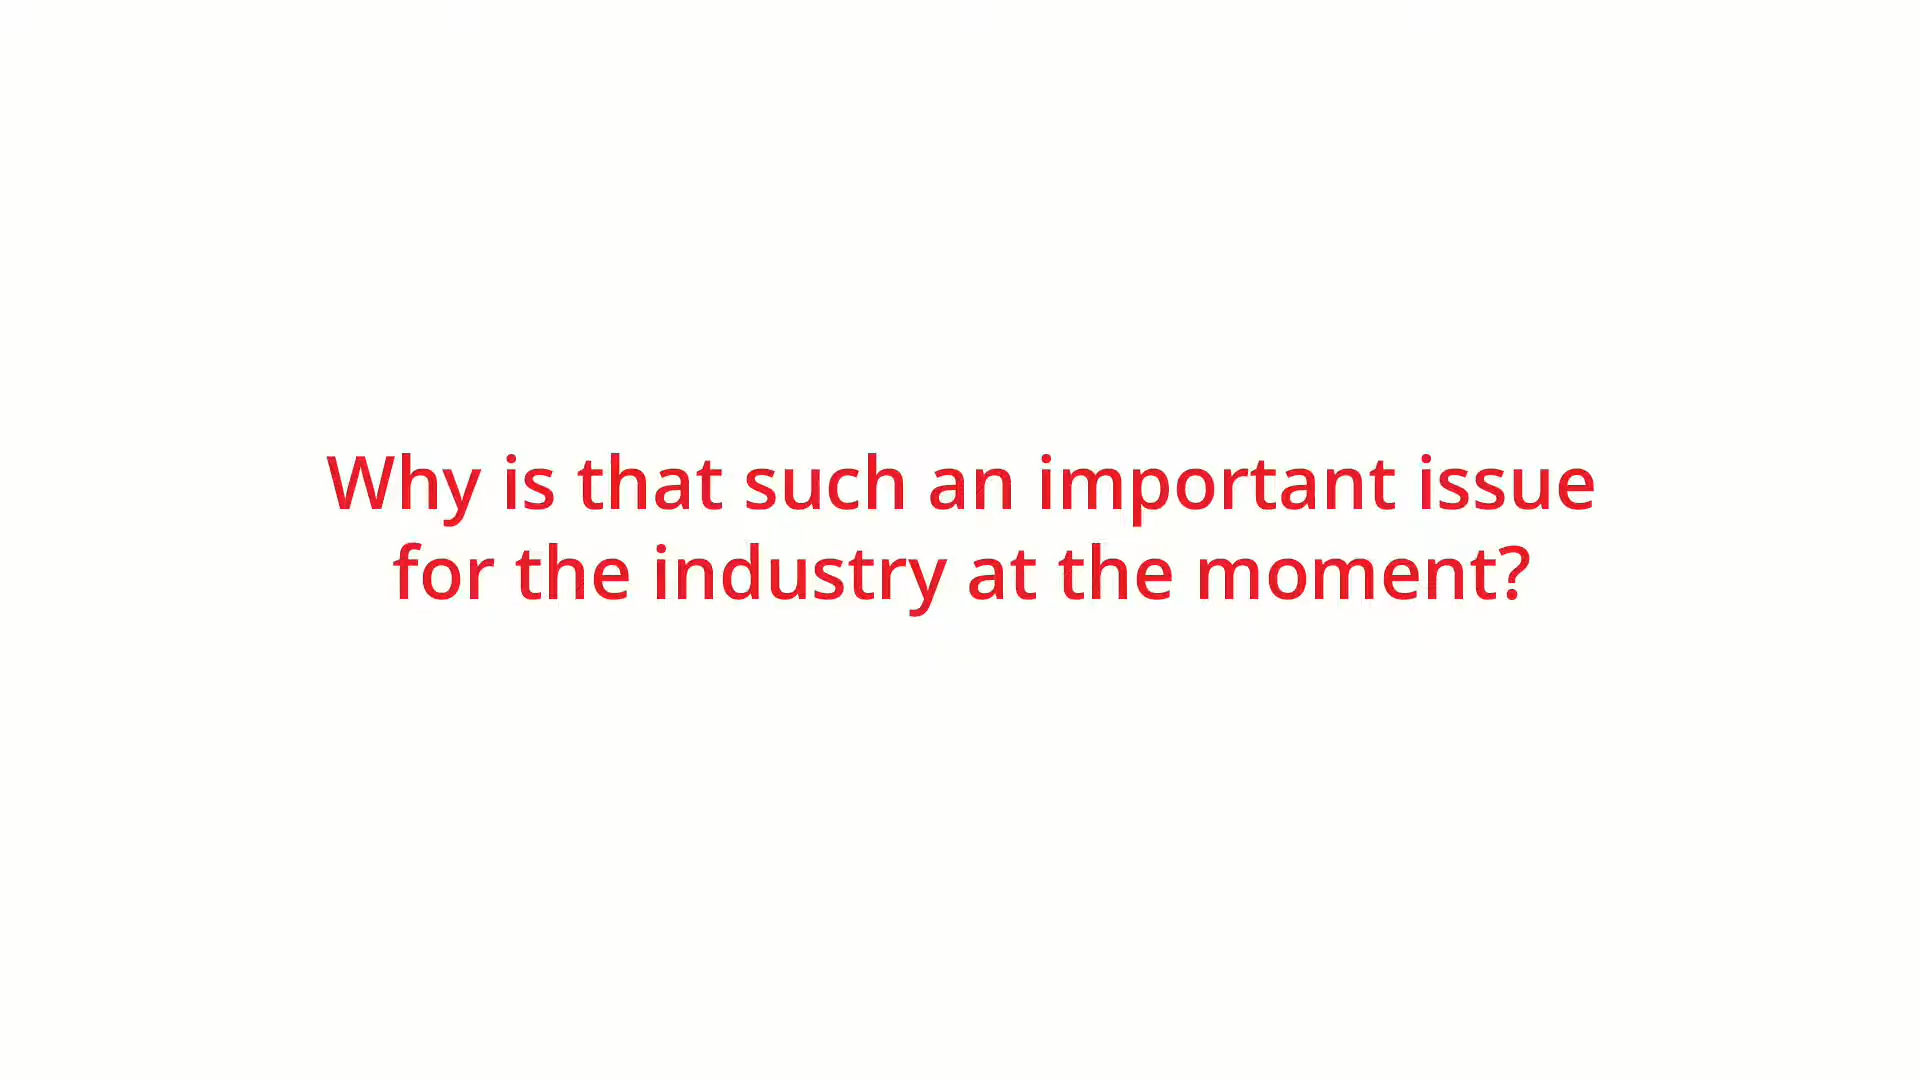 Why is that such an important issue
for the industry at the moment?